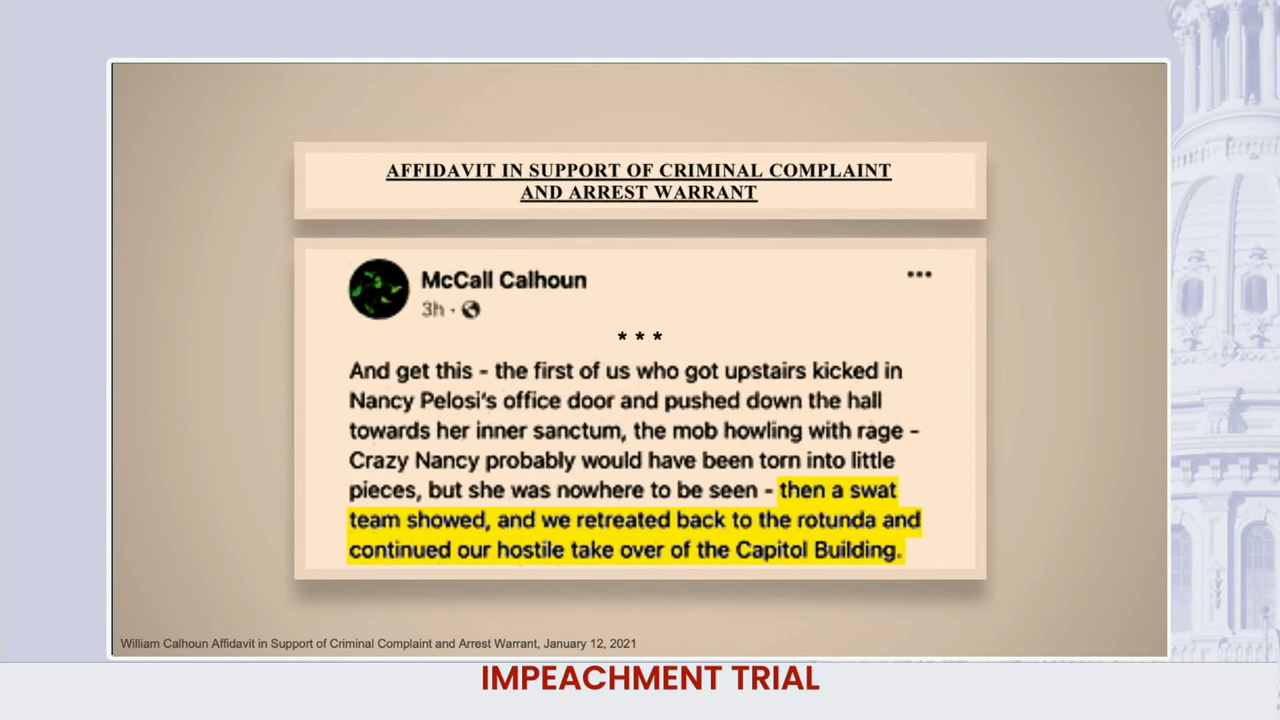 AFFIDAVIT IN SUPPORT OF CRIMINAL COMPLAINT
AND ARREST WARRANT
McCall Calhoun
3h ·
* * *
And get this - the first of us who got upstairs kicked in
Nancy Pelosi's office door and pushed down the hall
towards her inner sanctum, the mob howling with rage –
Crazy Nancy probably would have been torn into little
pieces, but she was nowhere to be seen - then a swat
team showed, and we retreated back to the rotunda and
continued our hostile take over of the Capitol Building.
William Calhoun Affidavit in Support of Criminal Complaint and Arrest Warrant, January 12, 2021
IMPEACHMENT TRIAL